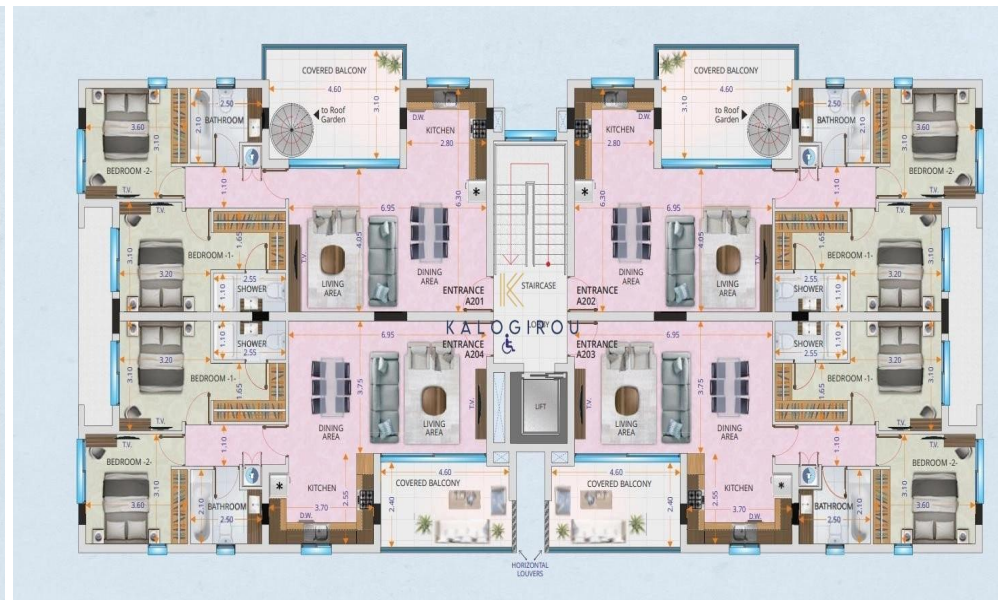 COVERED BALCONY
4.60
3.10
to Roof
Garden
2.50
2.10
BATHROOM
3.60
3.10
BEDROOM -2-
T.V.
1.10
D.W.
KITCHEN
2.80
6.30
6.95
4.05
T.V.
LIVING
AREA
DINING
AREA
T.V.
3.10
BEDROOM -1-
3.20
1.65
2.55
1.10
SHOWER
ENTRANCE
A201
STAIRCASE
COVERED BALCONY
4.60
3.10
to Roof
Garden
2.50
2.10
BATHROOM
3.60
3.10
BEDROOM -2-
T.V.
1.10
D.W.
KITCHEN
2.80
6.30
6.95
4.05
T.V.
LIVING
AREA
DINING
AREA
T.V.
3.10
BEDROOM -1-
3.20
1.65
2.55
1.10
SHOWER
ENTRANCE
A202
KALOGIROU
ENTRANCE
A204
6.95
3.75
T.V.
LIVING
AREA
DINING
AREA
SHOWER
1.10
2.55
3.20
3.10
BEDROOM -1-
1.65
T.V.
1.10
BEDROOM -2-
3.60
3.10
2.10
BATHROOM
2.50
KITCHEN
3.70
2.55
D.W.
COVERED BALCONY
4.60
2.40
LIFT
ENTRANCE
A203
6.95
3.75
T.V.
LIVING
AREA
DINING
AREA
SHOWER
1.10
2.55
3.20
3.10
BEDROOM -1-
1.65
T.V.
1.10
BEDROOM -2-
3.60
3.10
2.10
BATHROOM
2.50
KITCHEN
3.70
2.55
D.W.
COVERED BALCONY
4.60
2.40
HORIZONTAL
LOUVERS